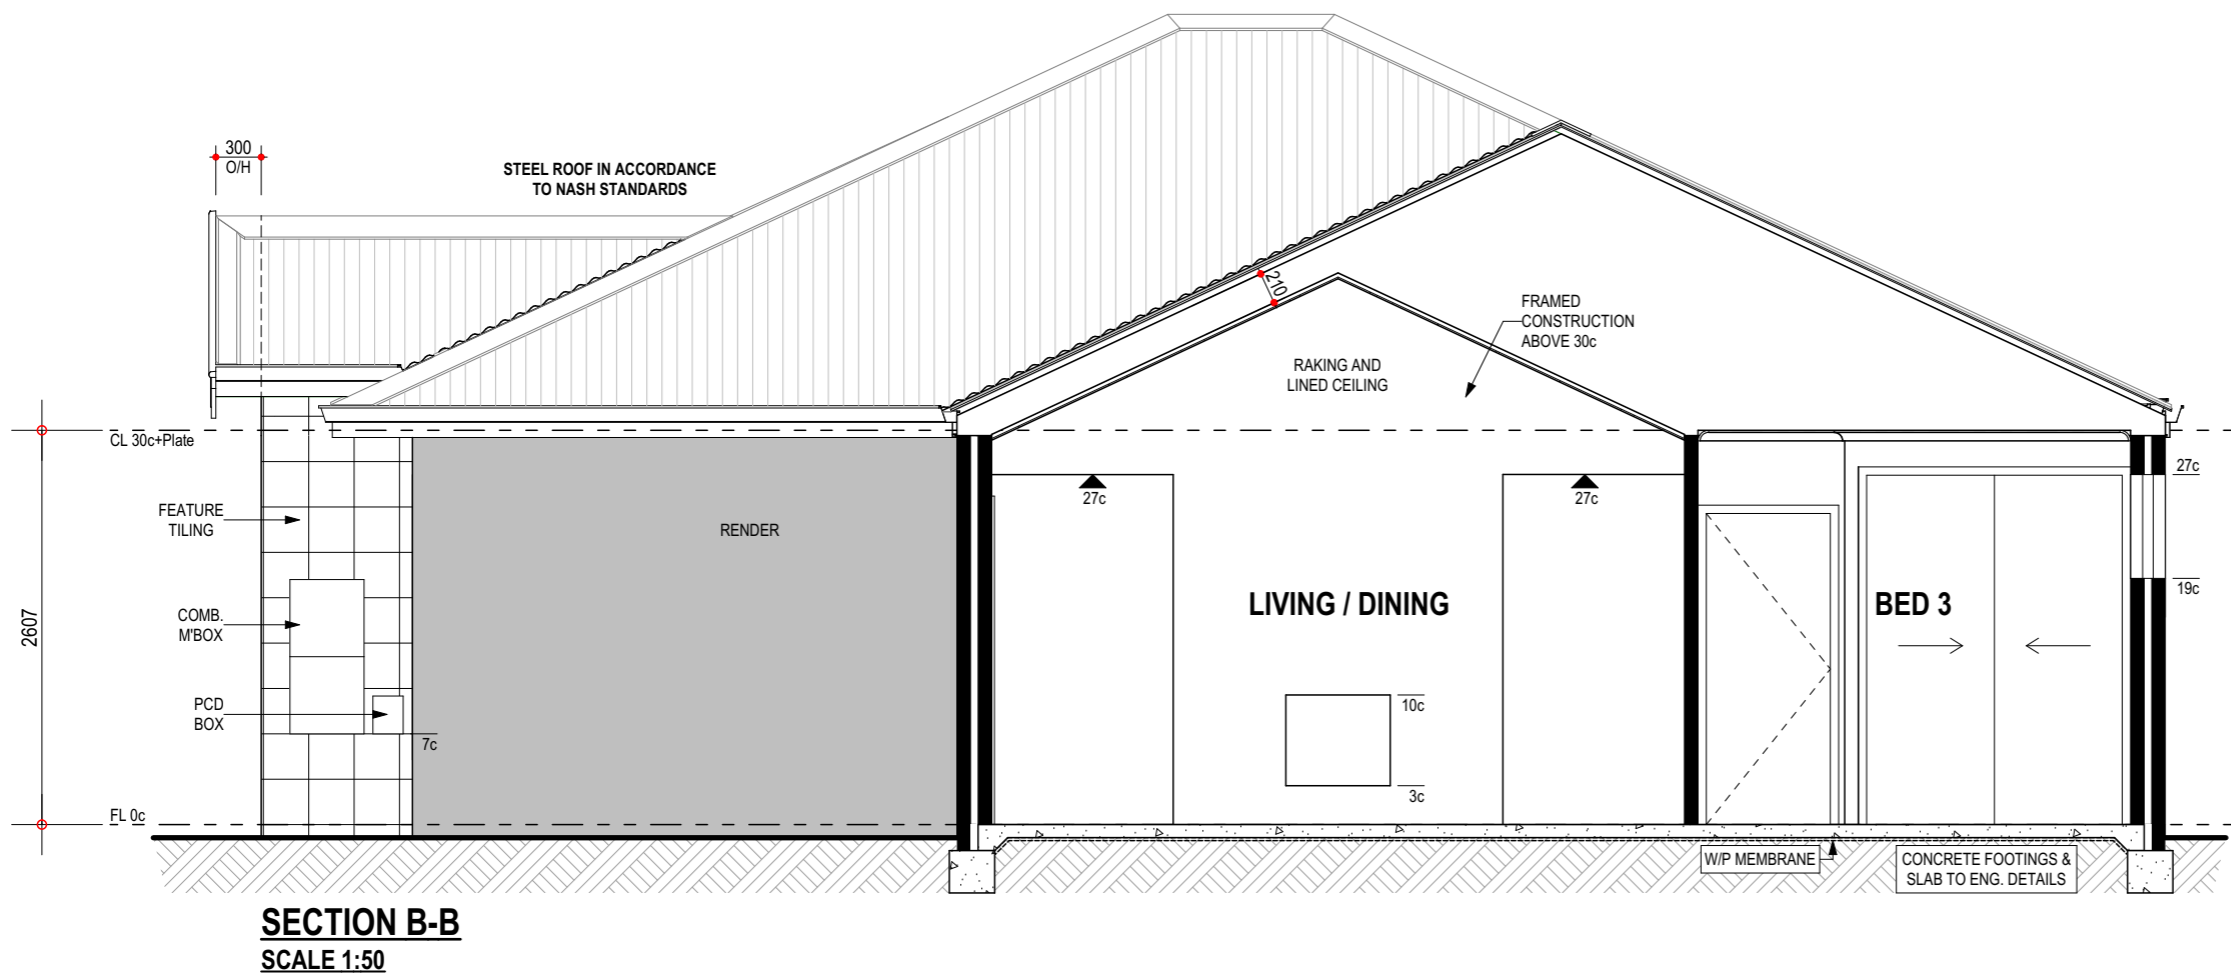 300
O/H
STEEL ROOF IN ACCORDANCE
TO NASH STANDARDS
210
FRAMED
CONSTRUCTION
ABOVE 30c
RAKING AND
LINED CEILING
CL 30c+Plate
27c
27c
27c
FEATURE
TILING
RENDER
19c
LIVING / DINING
BED 3
COMB.
M'BOX
2607
PCD
BOX
10c
7c
3c
FL 0c
W/P MEMBRANE
CONCRETE FOOTINGS &
SLAB TO ENG. DETAILS
SECTION B-B
SCALE 1:50